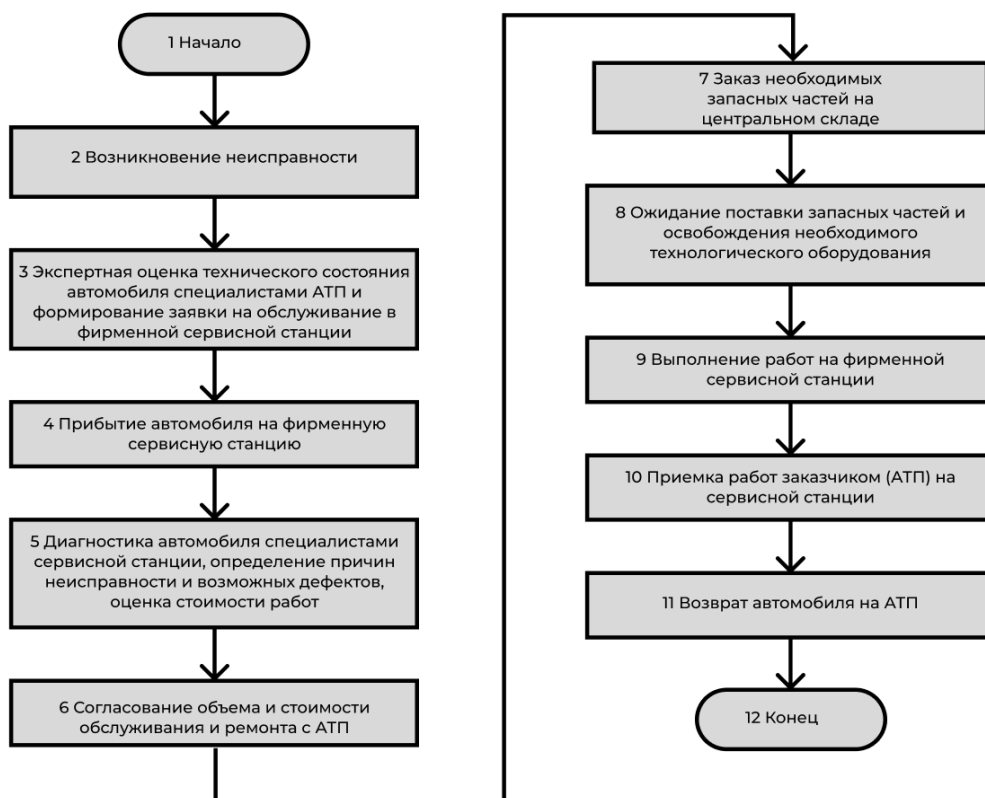 1 Начало
2 Возникновение неисправности
3 Экспертная оценка технического состояния
автомобиля специалистами АТП и
формирование заявки на обслуживание в
фирменной сервисной станции
4 Прибытие автомобиля на фирменную
сервисную станцию
5 Диагностика автомобиля специалистами
сервисной станции, определение причин
неисправности и возможных дефектов,
оценка стоимости работ
6 Согласование объема и стоимости
обслуживания и ремонта с АТП
7 Заказ необходимых
запасных частей на
центральном складе
8 Ожидание поставки запасных частей и
освобождения необходимого
технологического оборудования
9 Выполнение работ на фирменной
сервисной станции
10 Приемка работ заказчиком (АТП) на
сервисной станции
11 Возврат автомобиля на АТП
12 Конец